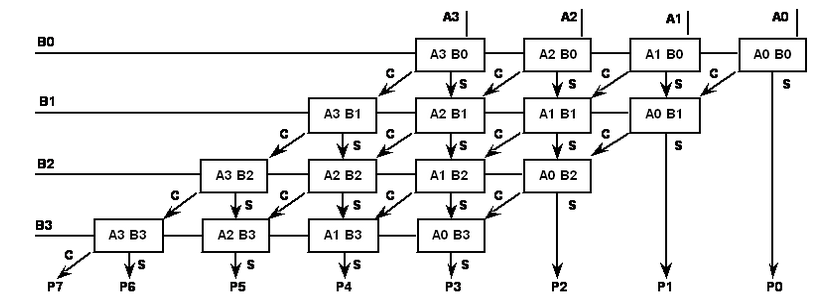 A3 A2 A1 A0
B0 A3 B0 A2 B0 A1 B0 A0 B0
C S C S C S C S
B1 A3 B1 A2 B1 A1 B1 A0 B1
C S C S C S C S
B2 A3 B2 A2 B2 A1 B2 A0 B2
C S C S C S C S
B3 A3 B3 A2 B3 A1 B3 A0 B3
C S S S S
P7 P6 P5 P4 P3 P2 P1 P0